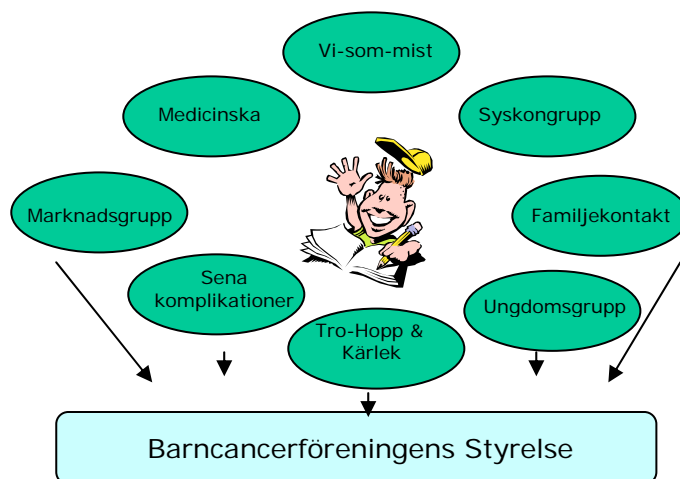 Vi-som-mist
Medicinska
Syskongrupp
Marknadsgrupp
Familjekontakt
Sena
komplikationer
Ungdomsgrupp
Tro-Hopp &
Kärlek
Barncancerföreningens Styrelse